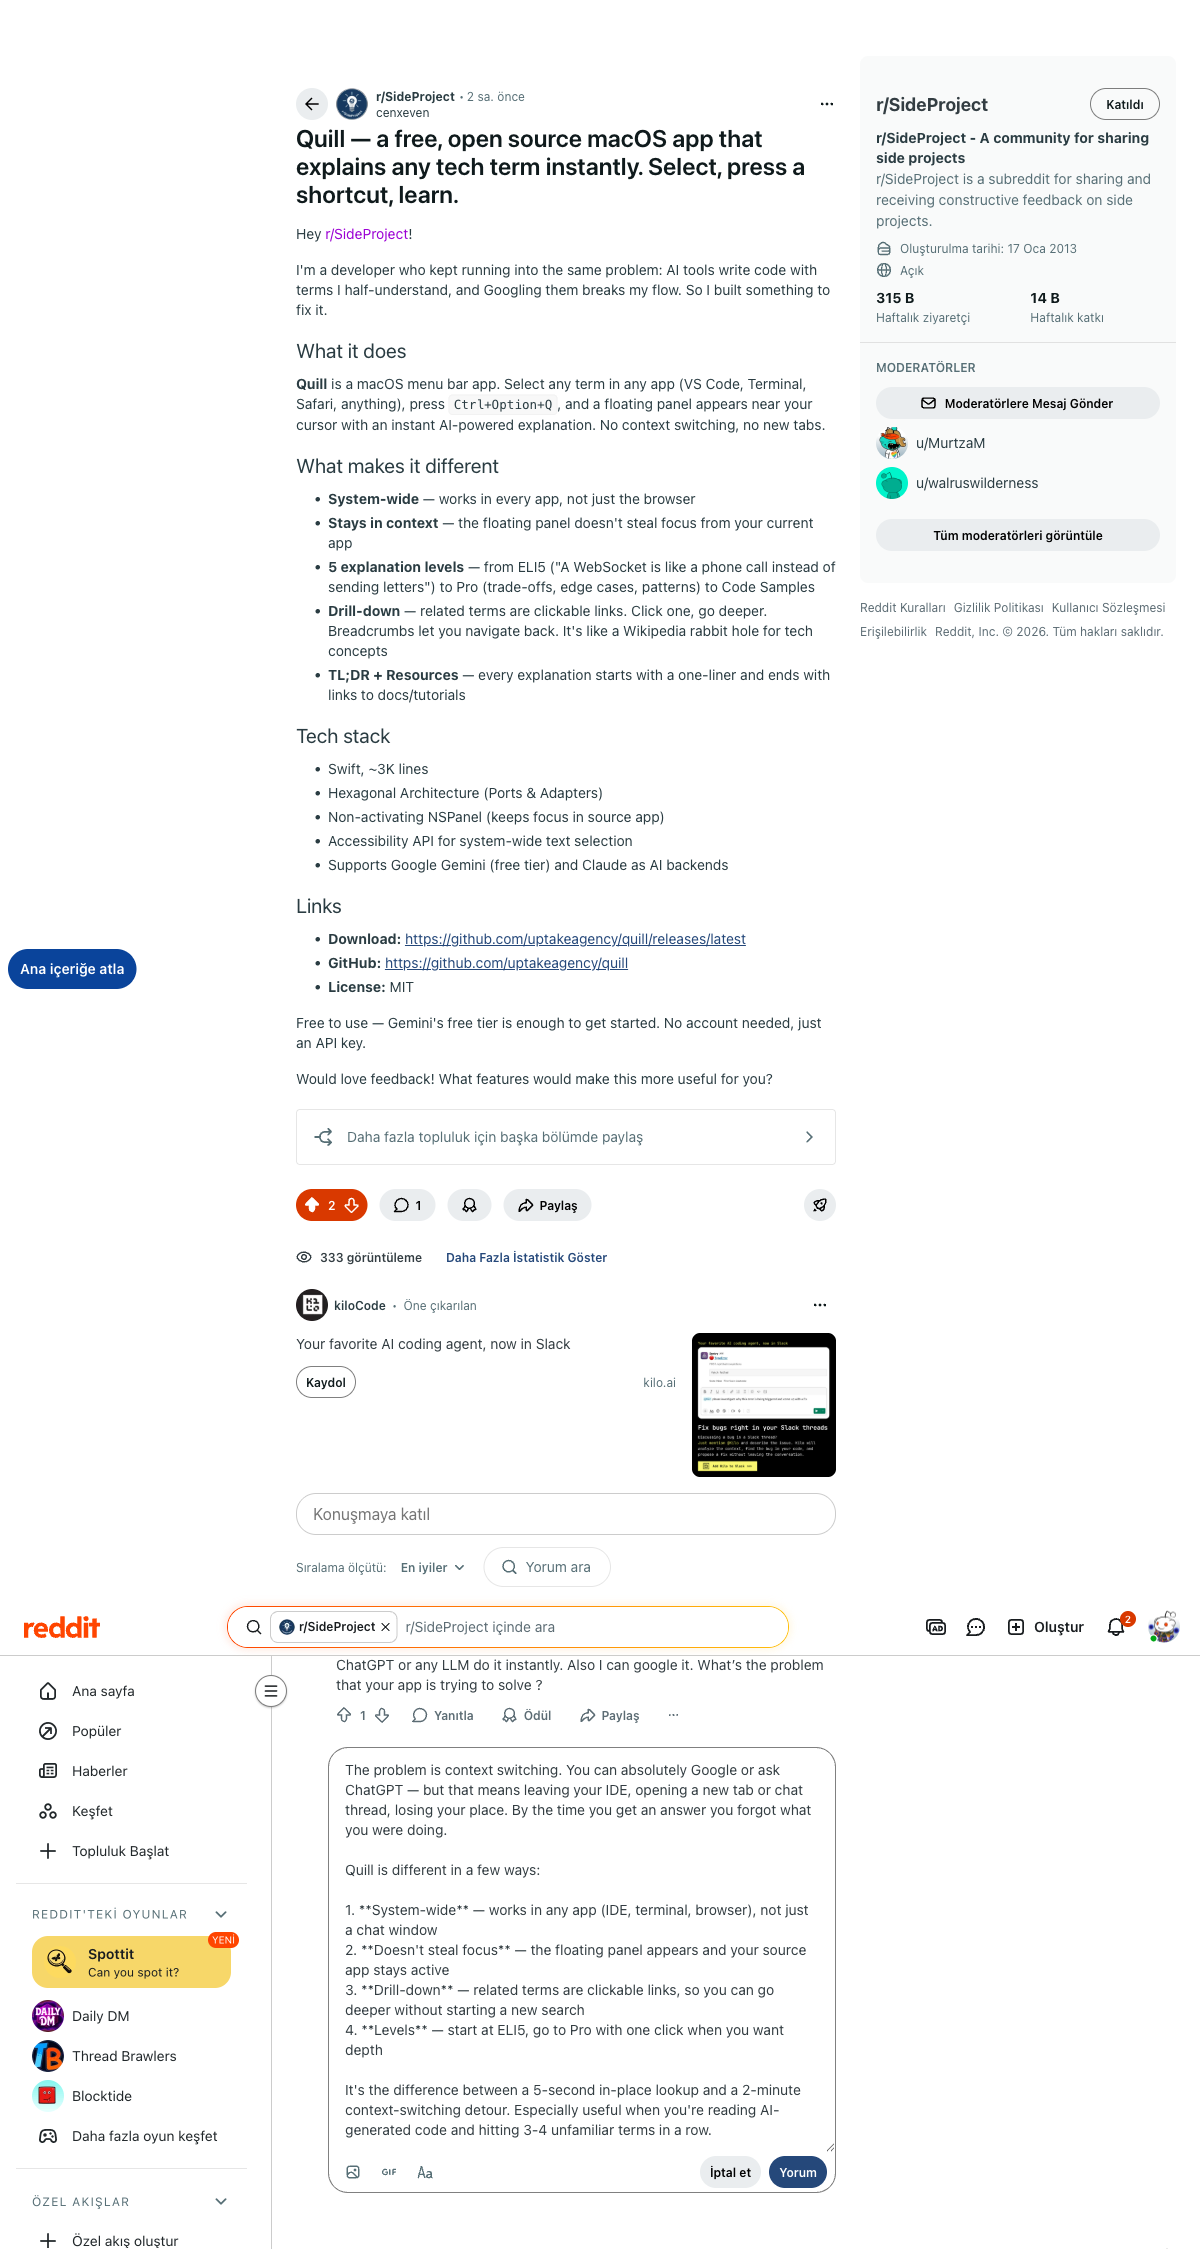 r/SideProject • 2 sa. önce
cenxeven
Quill — a free, open source macOS app that
explains any tech term instantly. Select, press a
shortcut, learn.
Hey r/SideProject!
I'm a developer who kept running into the same problem: AI tools write code with
terms I half-understand, and Googling them breaks my flow. So I built something to
fix it.
What it does
Quill is a macOS menu bar app. Select any term in any app (VS Code, Terminal,
Safari, anything), press Ctrl+Option+Q, and a floating panel appears near your
cursor with an instant AI-powered explanation. No context switching, no new tabs.
What makes it different
• System-wide — works in every app, not just the browser
• Stays in context — the floating panel doesn't steal focus from your current
app
• 5 explanation levels — from ELI5 ("A WebSocket is like a phone call instead of
sending letters") to Pro (trade-offs, edge cases, patterns) to Code Samples
• Drill-down — related terms are clickable links. Click one, go deeper.
Breadcrumbs let you navigate back. It's like a Wikipedia rabbit hole for tech
concepts
• TL;DR + Resources — every explanation starts with a one-liner and ends with
links to docs/tutorials
Tech stack
• Swift, ~3K lines
• Hexagonal Architecture (Ports & Adapters)
• Non-activating NSPanel (keeps focus in source app)
• Accessibility API for system-wide text selection
• Supports Google Gemini (free tier) and Claude as AI backends
Links
• Download: https://github.com/uptakeagency/quill/releases/latest
• GitHub: https://github.com/uptakeagency/quill
• License: MIT
Free to use — Gemini's free tier is enough to get started. No account needed, just
an API key.
Would love feedback! What features would make this more useful for you?
Daha fazla topluluk için başka bölümde paylaş
2
1
Paylaş
333 görüntüleme
Daha Fazla İstatistik Göster
kiloCode • Öne çıkarılan
Your favorite AI coding agent, now in Slack
Kaydol
kilo.ai
Your favorite AI coding agent, now in Slack
Fix bugs right in your Slack threads
Konuşmaya katıl
Sıralama ölçütü: En iyiler
Yorum ara
r/SideProject
Katıldı
r/SideProject - A community for sharing
side projects
r/SideProject is a subreddit for sharing and
receiving constructive feedback on side
projects.
Oluşturulma tarihi: 17 Oca 2013
Açık
315 B
Haftalık ziyaretçi
14 B
Haftalık katkı
MODERATÖRLER
Moderatörlere Mesaj Gönder
u/MurtzaM
u/walruswilderness
Tüm moderatörleri görüntüle
Reddit Kuralları Gizlilik Politikası Kullanıcı Sözleşmesi
Erişilebilirlik Reddit, Inc. © 2026. Tüm hakları saklıdır.
Ana içeriğe atla
reddit
r/SideProject
r/SideProject içinde ara
AD
Oluştur
2
Ana sayfa
Popüler
Haberler
Keşfet
Topluluk Başlat
REDDIT'TEKİ OYUNLAR
YENİ
Spottit
Can you spot it?
DAILY
DM
Daily DM
TB
Thread Brawlers
Blocktide
Daha fazla oyun keşfet
ÖZEL AKIŞLAR
Özel akış oluştur
ChatGPT or any LLM do it instantly. Also I can google it. What's the problem
that your app is trying to solve ?
1
Yanıtla
Ödül
Paylaş
The problem is context switching. You can absolutely Google or ask
ChatGPT — but that means leaving your IDE, opening a new tab or chat
thread, losing your place. By the time you get an answer you forgot what
you were doing.
Quill is different in a few ways:
1. **System-wide** — works in any app (IDE, terminal, browser), not just
a chat window
2. **Doesn't steal focus** — the floating panel appears and your source
app stays active
3. **Drill-down** — related terms are clickable links, so you can go
deeper without starting a new search
4. **Levels** — start at ELI5, go to Pro with one click when you want
depth
It's the difference between a 5-second in-place lookup and a 2-minute
context-switching detour. Especially useful when you're reading AI-
generated code and hitting 3-4 unfamiliar terms in a row.
GIF
Aa
İptal et
Yorum